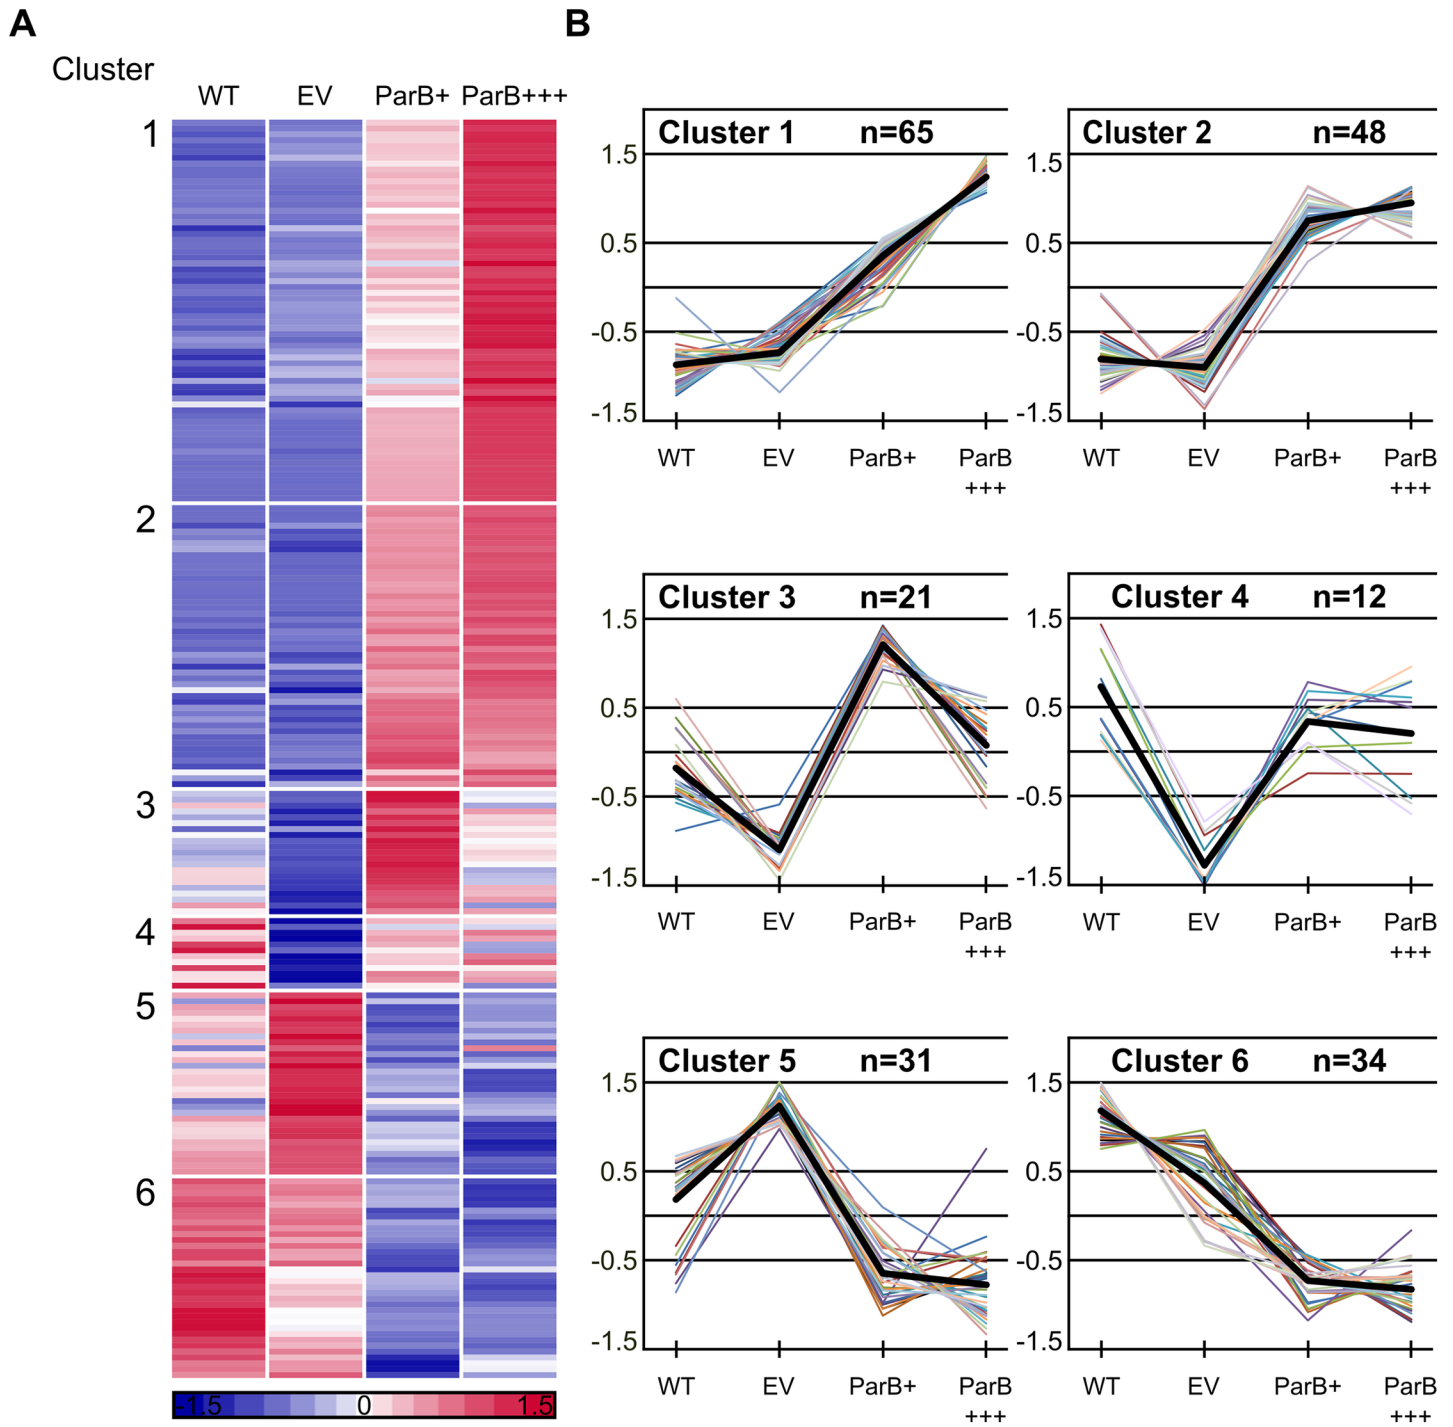 A
B
Cluster
WT EV ParB+ ParB+++
1
2
3
4
5
6
-1.5 0 1.5
Cluster 1 n=65
1.5
0.5
-0.5
-1.5
WT EV ParB+ ParB
+++
Cluster 2 n=48
1.5
0.5
-0.5
-1.5
WT EV ParB+ ParB
+++
Cluster 3 n=21
1.5
0.5
-0.5
-1.5
WT EV ParB+ ParB
+++
Cluster 4 n=12
1.5
0.5
-0.5
-1.5
WT EV ParB+ ParB
+++
Cluster 5 n=31
1.5
0.5
-0.5
-1.5
WT EV ParB+ ParB
+++
Cluster 6 n=34
1.5
0.5
-0.5
-1.5
WT EV ParB+ ParB
+++